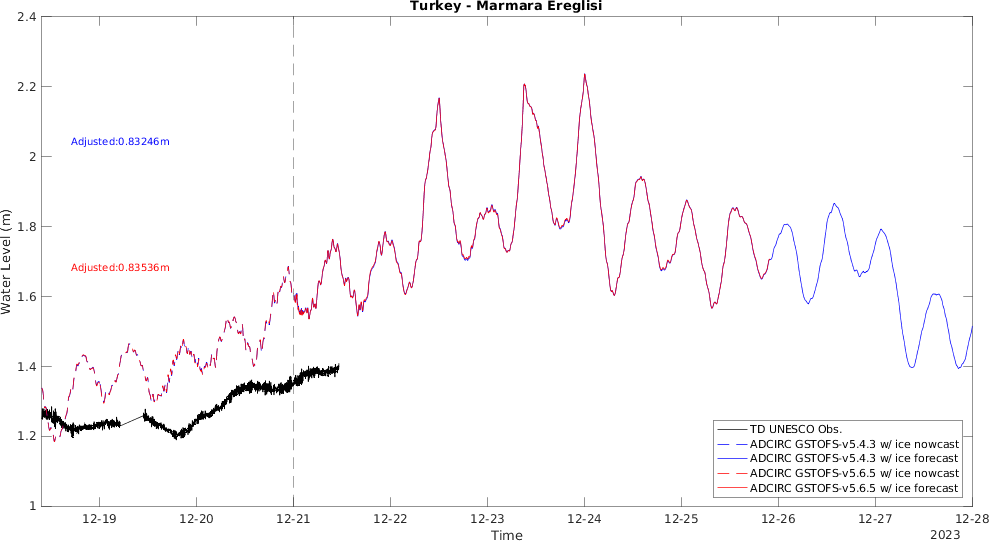 Turkey - Marmara Ereglisi
2.4
2.2
2
1.8
1.6
1.4
1.2
1
Water Level (m)
Adjusted:0.83246m
Adjusted:0.83536m
TD UNESCO Obs.
ADCIRC GSTOFS-v5.4.3 w/ ice nowcast
ADCIRC GSTOFS-v5.4.3 w/ ice forecast
ADCIRC GSTOFS-v5.6.5 w/ ice nowcast
ADCIRC GSTOFS-v5.6.5 w/ ice forecast
12-19 12-20 12-21 12-22 12-23 12-24 12-25 12-26 12-27 12-28
Time
2023